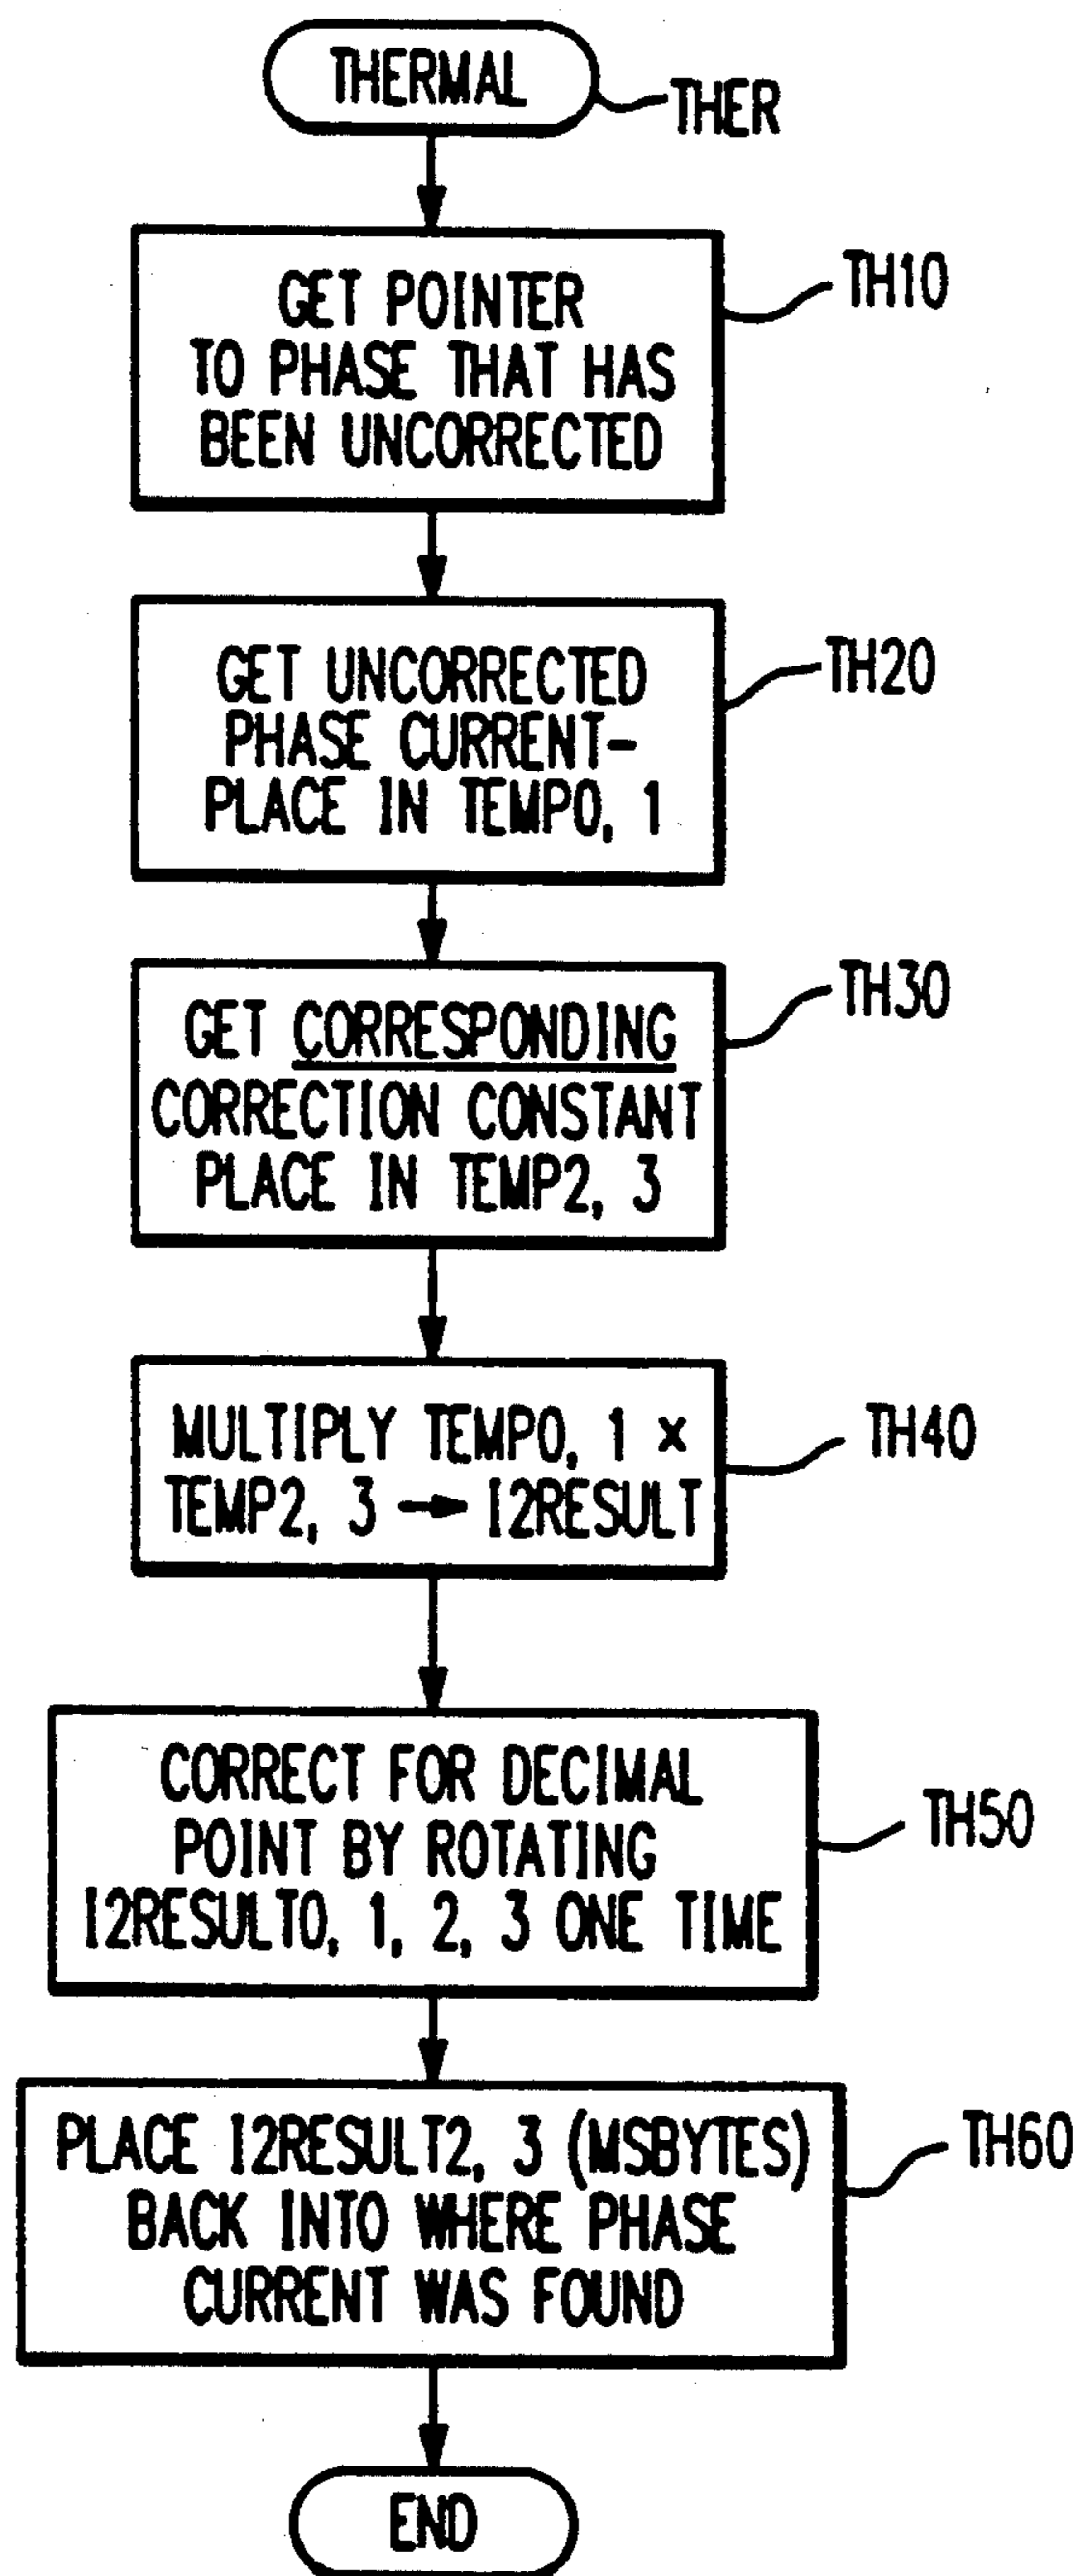 THERMAL
THER
GET POINTER
TO PHASE THAT HAS
BEEN UNCORRECTED
TH10
GET UNCORRECTED
PHASE CURRENT-
PLACE IN TEMP0, 1
TH20
GET CORRESPONDING
CORRECTION CONSTANT
PLACE IN TEMP2, 3
TH30
MULTIPLY TEMP0, 1 ×
TEMP2, 3 → I2RESULT
TH40
CORRECT FOR DECIMAL
POINT BY ROTATING
I2RESULT0, 1, 2, 3 ONE TIME
TH50
PLACE I2RESULT2, 3 (MSBYTES)
BACK INTO WHERE PHASE
CURRENT WAS FOUND
TH60
END